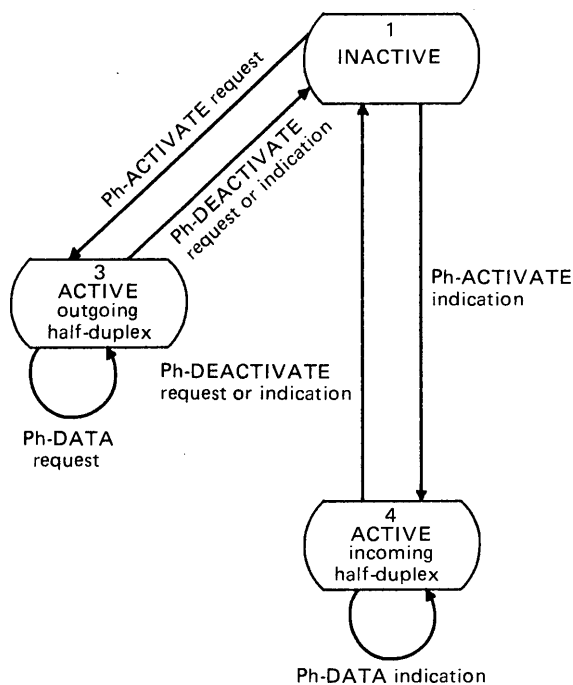 1
INACTIVE
Ph-ACTIVATE request
Ph-DEACTIVATE
request or indication
3
ACTIVE
outgoing
half-duplex
Ph-ACTIVATE
indication
Ph-DEACTIVATE
request or indication
Ph-DATA
request
4
ACTIVE
incoming
half-duplex
Ph-DATA indication